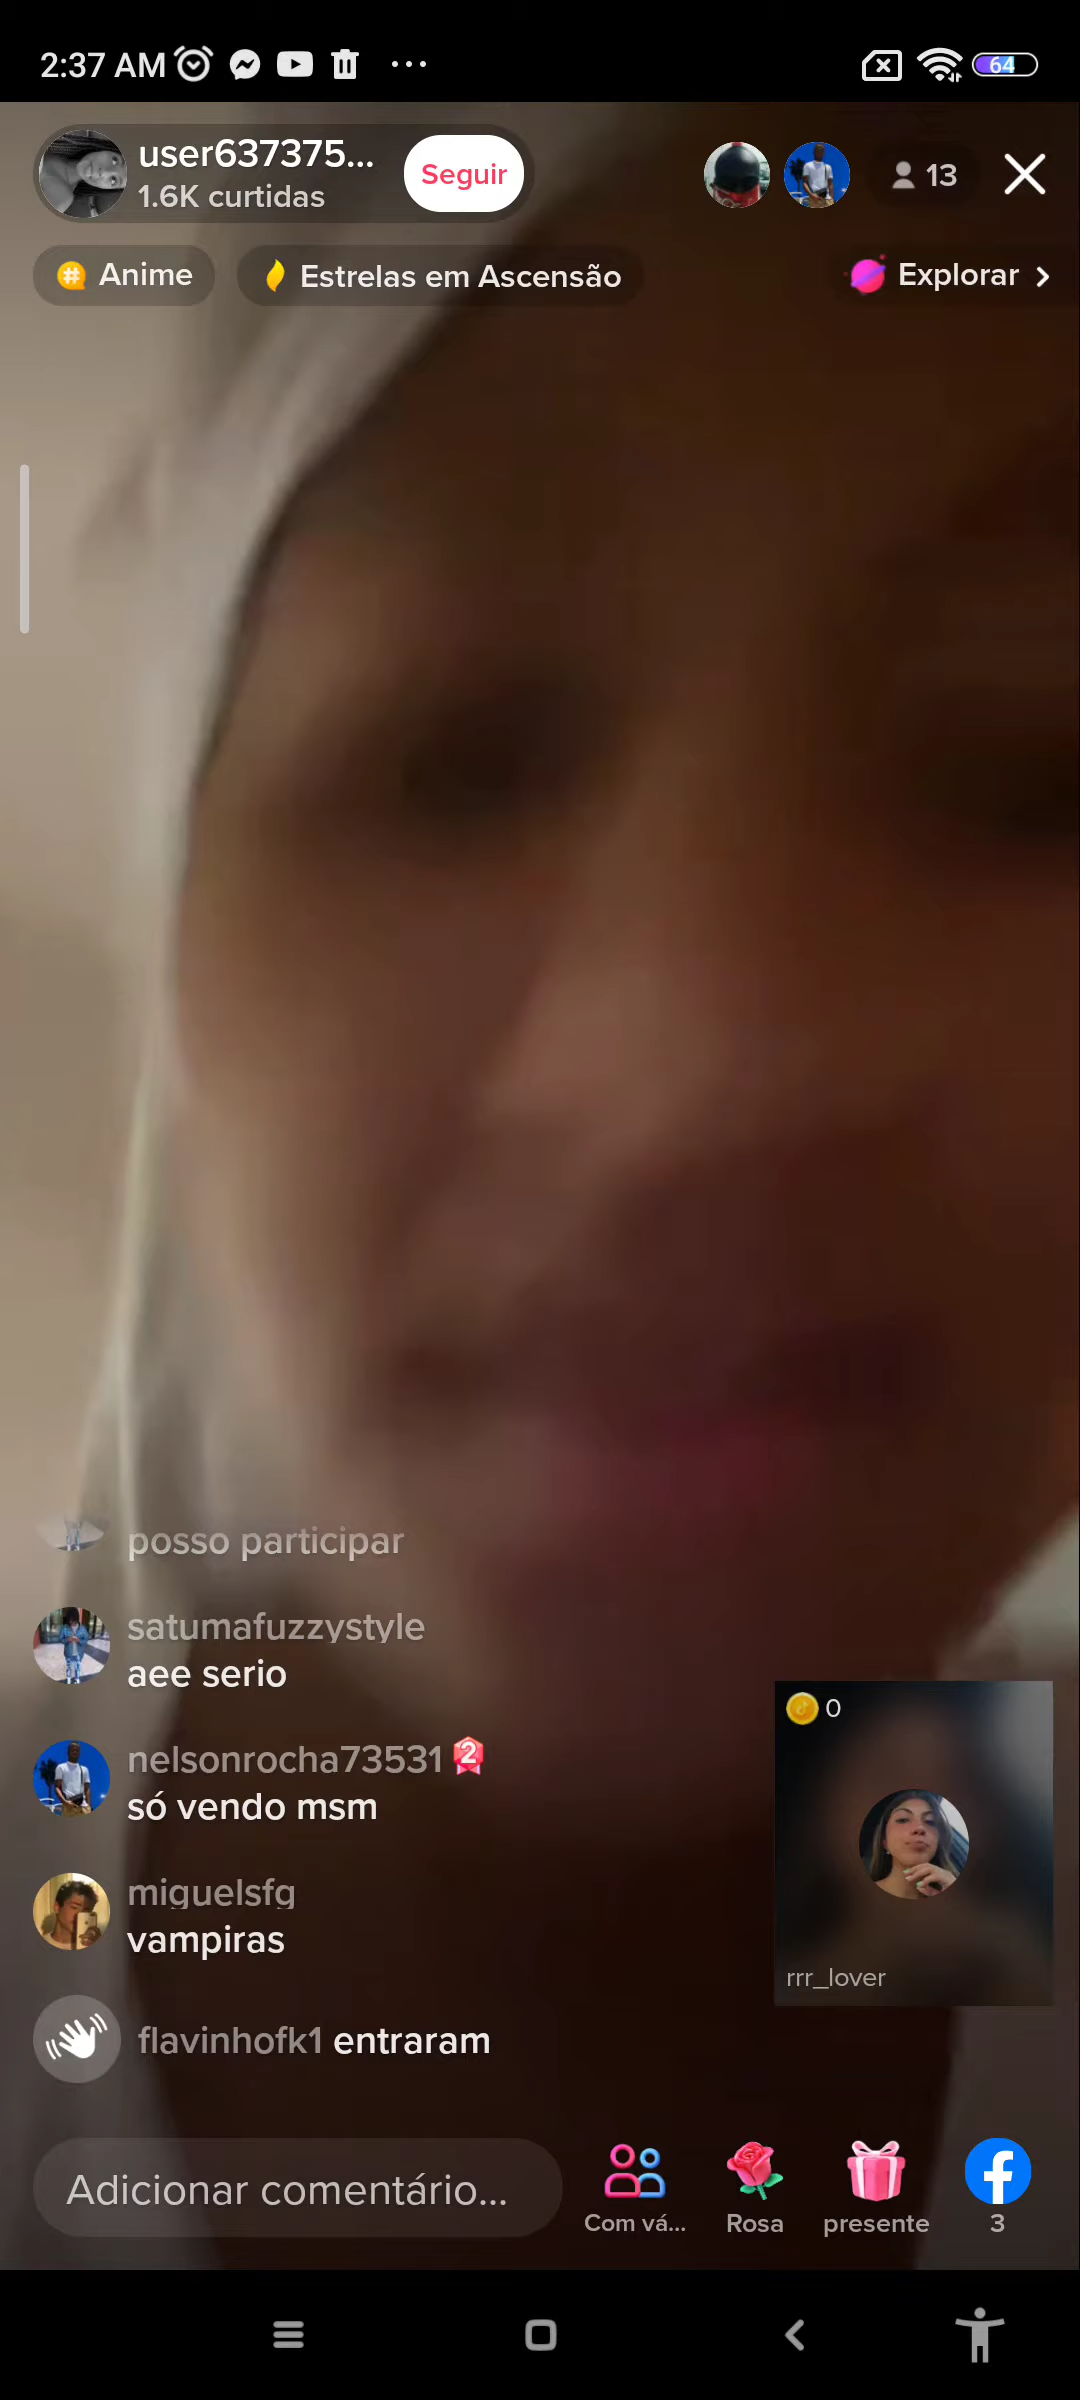 2:37 AM
64
user637375...
1.6K curtidas
Seguir
13
Anime
Estrelas em Ascensão
Explorar
posso participar
satumafuzzystyle
aee serio
nelsonrocha73531 2
só vendo msm
miguelsfg
vampiras
flavinhofk1 entraram
0
rrr_lover
Adicionar comentário...
Com vá...
Rosa
presente
3